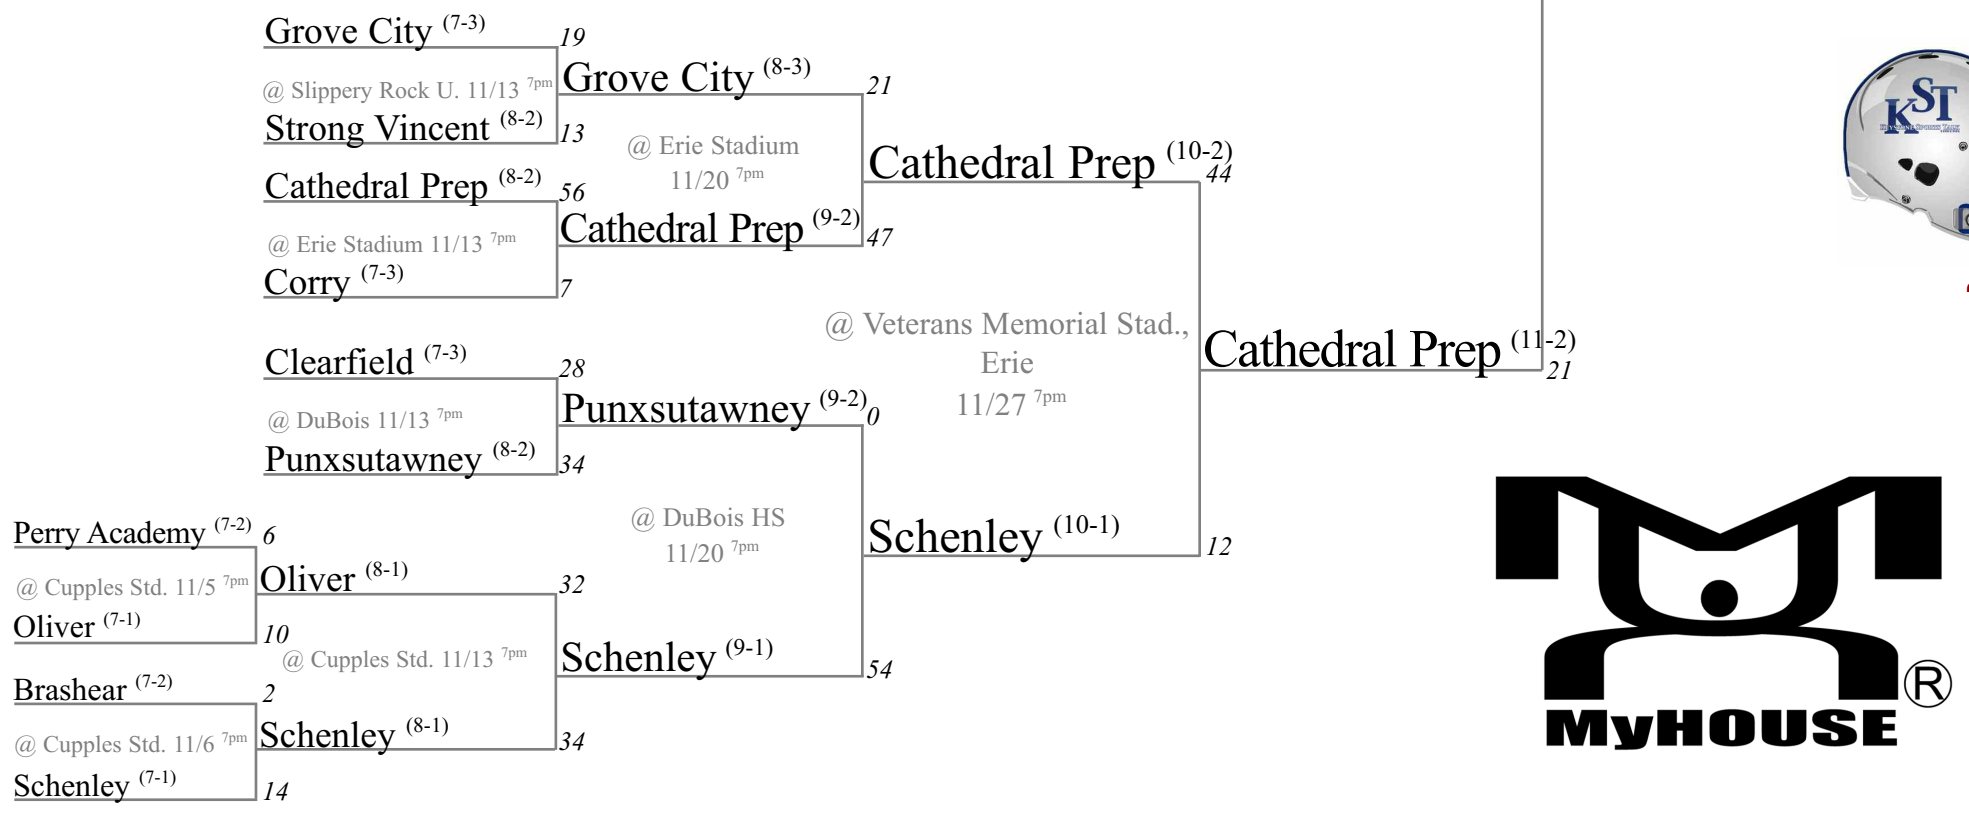 Grove City (7-3) 19
@ Slippery Rock U. 11/13 7pm
Strong Vincent (8-2) 13
Grove City (8-3) 21
Cathedral Prep (8-2) 56
@ Erie Stadium 11/13 7pm
Corry (7-3) 7
@ Erie Stadium
11/20 7pm
Cathedral Prep (9-2) 47
Cathedral Prep (10-2) 44
Clearfield (7-3) 28
@ DuBois 11/13 7pm
Punxsutawney (8-2) 34
Punxsutawney (9-2) 0
@ Veterans Memorial Stad.,
Erie
11/27 7pm
Cathedral Prep (11-2) 21
Perry Academy (7-2) 6
@ Cupples Std. 11/5 7pm
Oliver (7-1) 10
Oliver (8-1) 32
@ Cupples Std. 11/13 7pm
Brashear (7-2) 2
@ Cupples Std. 11/6 7pm
Schenley (7-1) 14
Schenley (8-1) 34
@ DuBois HS
11/20 7pm
Schenley (9-1) 54
Schenley (10-1) 12
KST
MyHOUSE ®